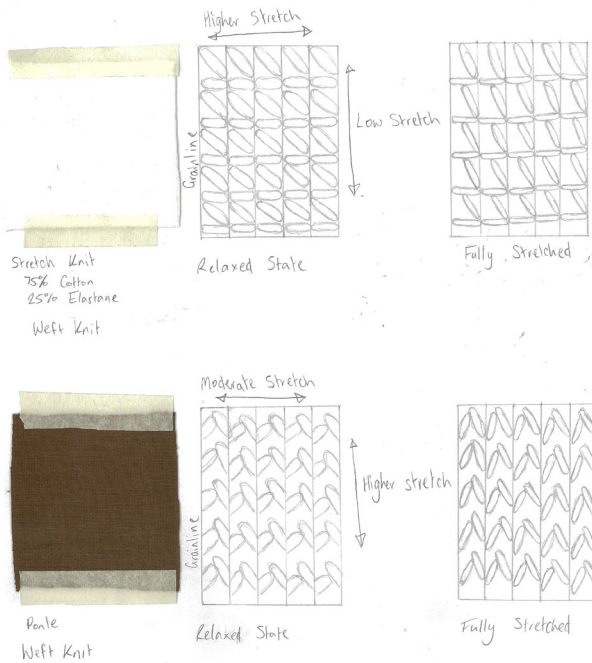 Higher Stretch
Grainline
Low Stretch
Stretch Knit
75% Cotton
25% Elastane
Weft Knit
Relaxed State
Fully Stretched
Moderate Stretch
Grainline
Higher stretch
Ponte
Weft Knit
Relaxed State
Fully Stretched